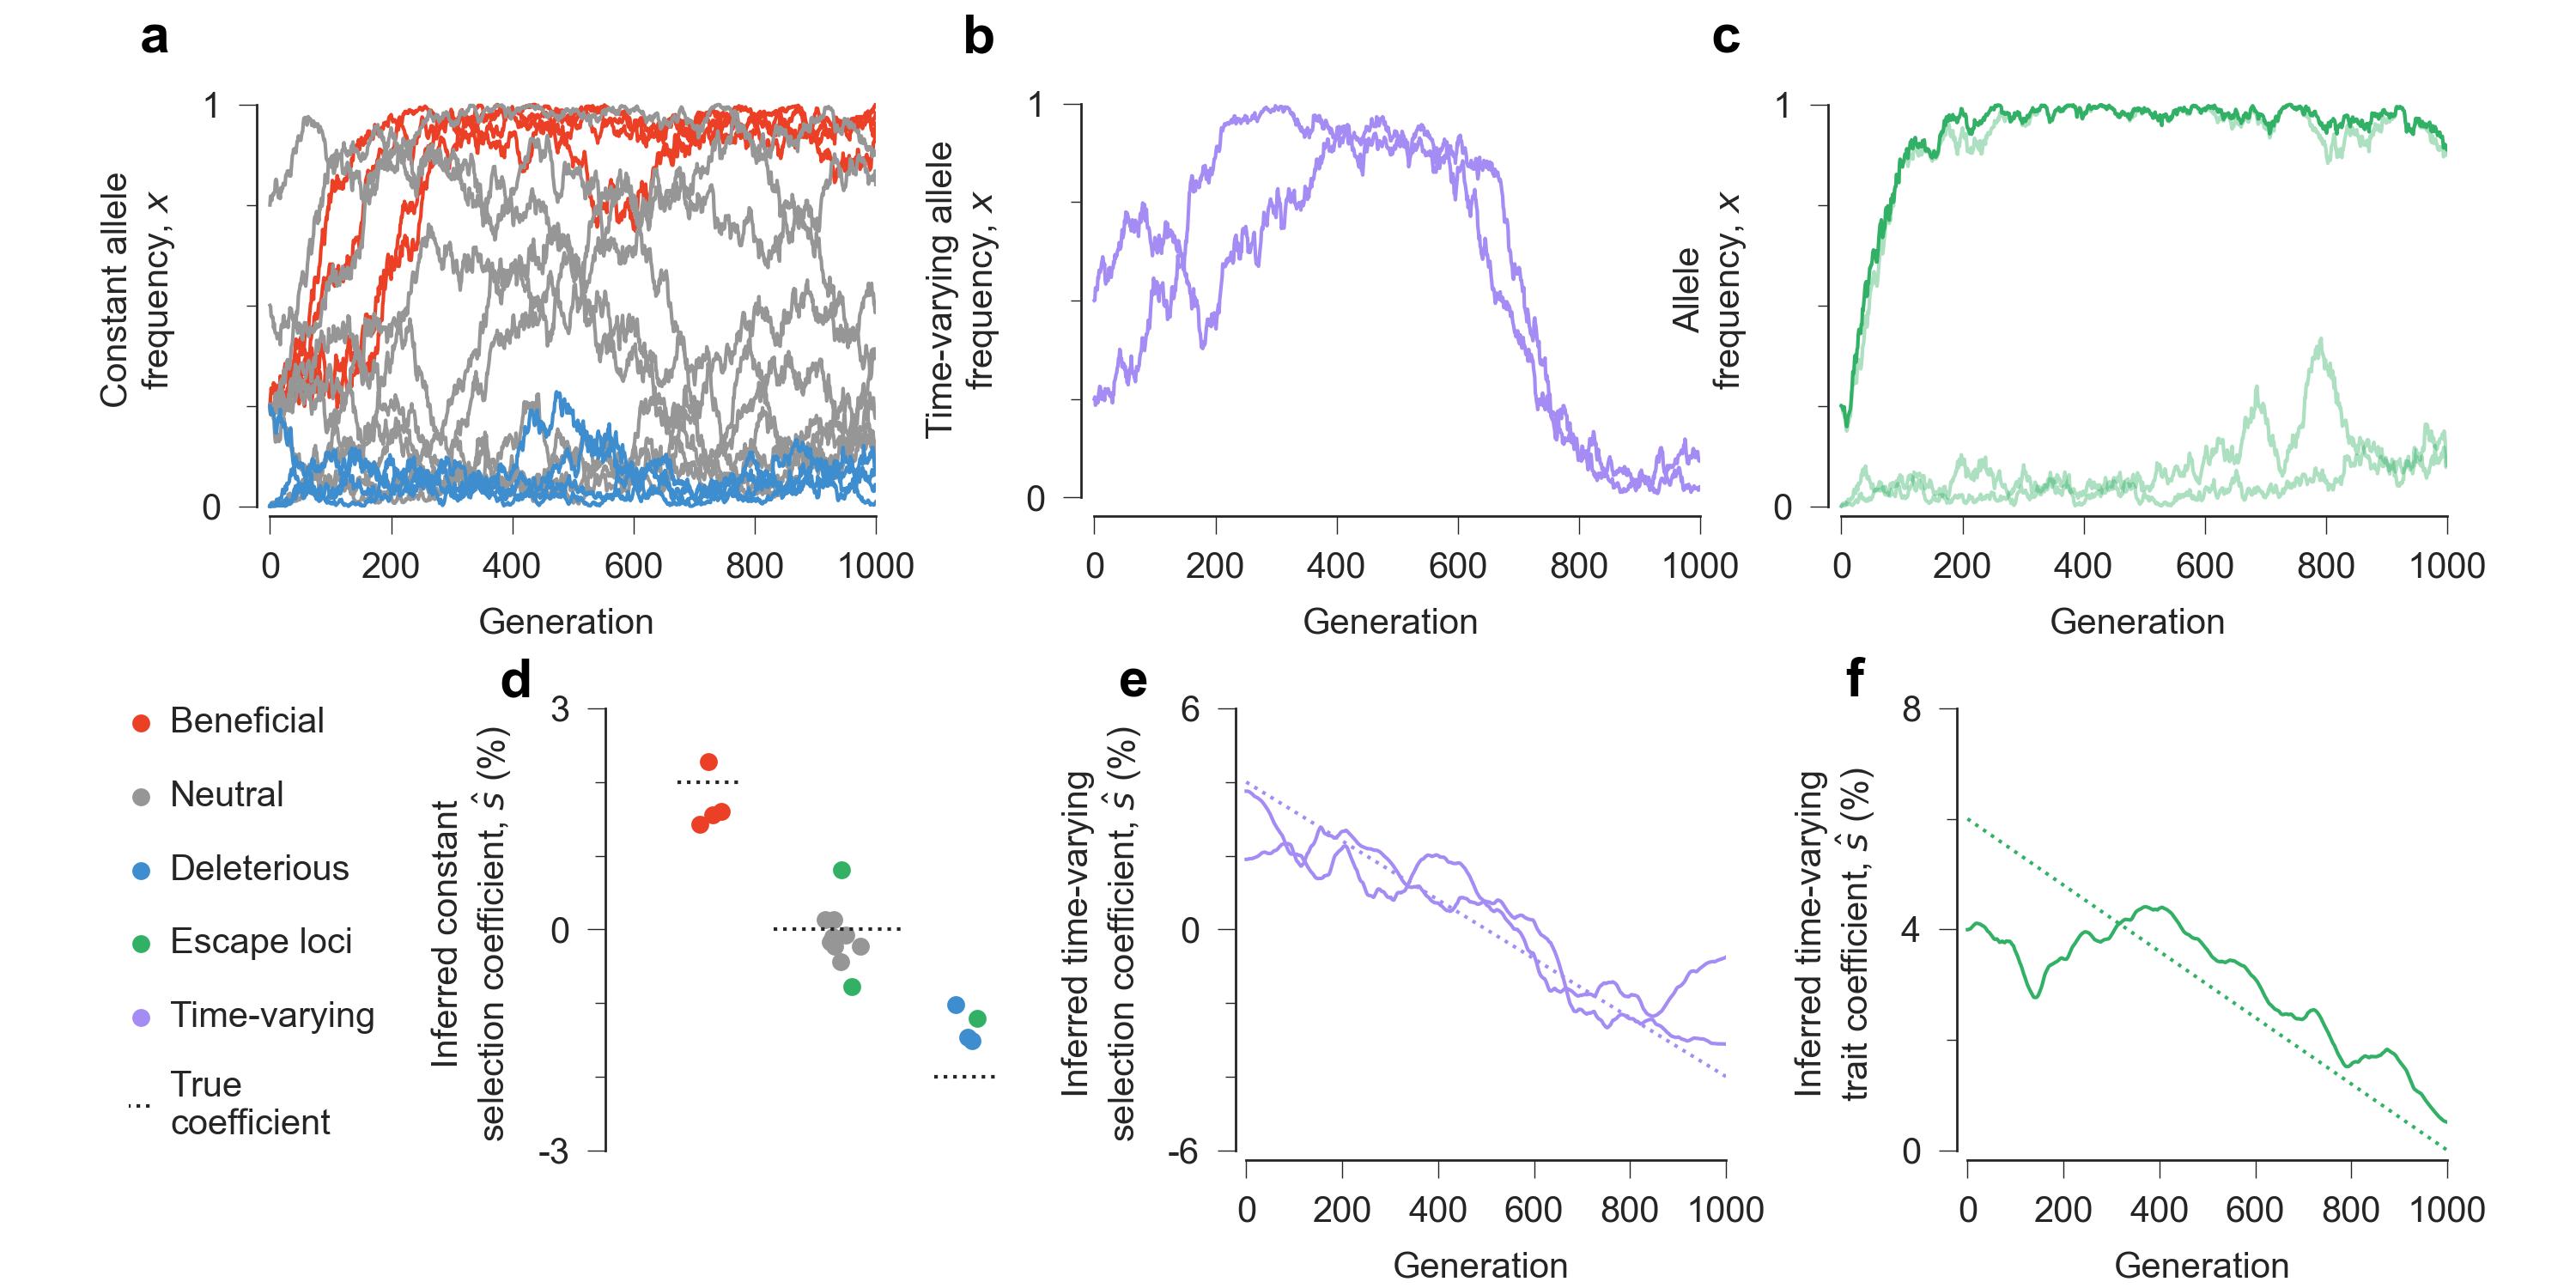 a
1
0
Constant allele
frequency, x
0 200 400 600 800 1000
Generation
b
1
0
Time-varying allele
frequency, x
0 200 400 600 800 1000
Generation
c
1
0
Allele
frequency, x
0 200 400 600 800 1000
Generation
Beneficial
Neutral
Deleterious
Escape loci
Time-varying
True
coefficient
d
3
0
-3
Inferred constant
selection coefficient, ŝ (%)
e
6
0
-6
Inferred time-varying
selection coefficient, ŝ (%)
0 200 400 600 800 1000
Generation
f
8
4
0
Inferred time-varying
trait coefficient, ŝ (%)
0 200 400 600 800 1000
Generation